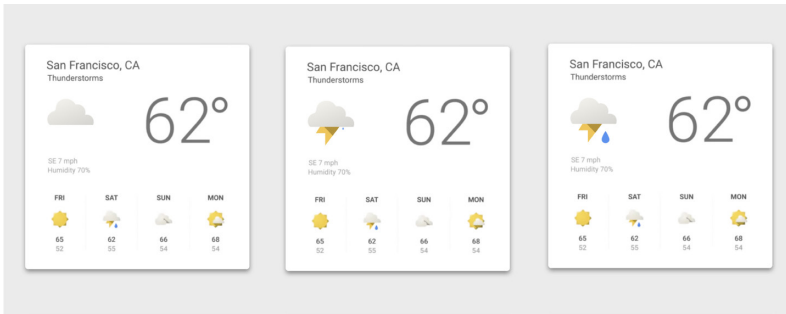 San Francisco, CA
Thunderstorms
62°
SE 7 mph
Humidity 70%
FRI SAT SUN MON
65 62 66 68
52 55 54 54
San Francisco, CA
Thunderstorms
62°
SE 7 mph
Humidity 70%
FRI SAT SUN MON
65 62 66 68
52 55 54 54
San Francisco, CA
Thunderstorms
62°
SE 7 mph
Humidity 70%
FRI SAT SUN MON
65 62 66 68
52 55 54 54